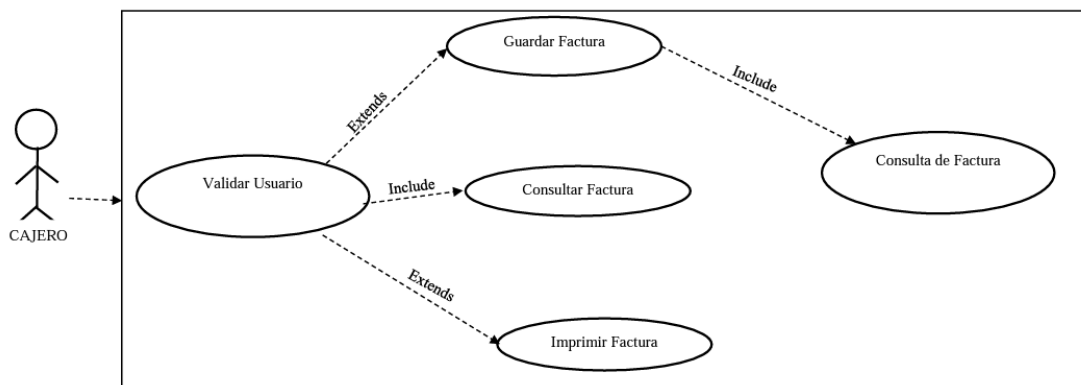 Guardar Factura
Include
Extends
Consulta de Factura
Validar Usuario
Include
Consultar Factura
CAJERO
Extends
Imprimir Factura